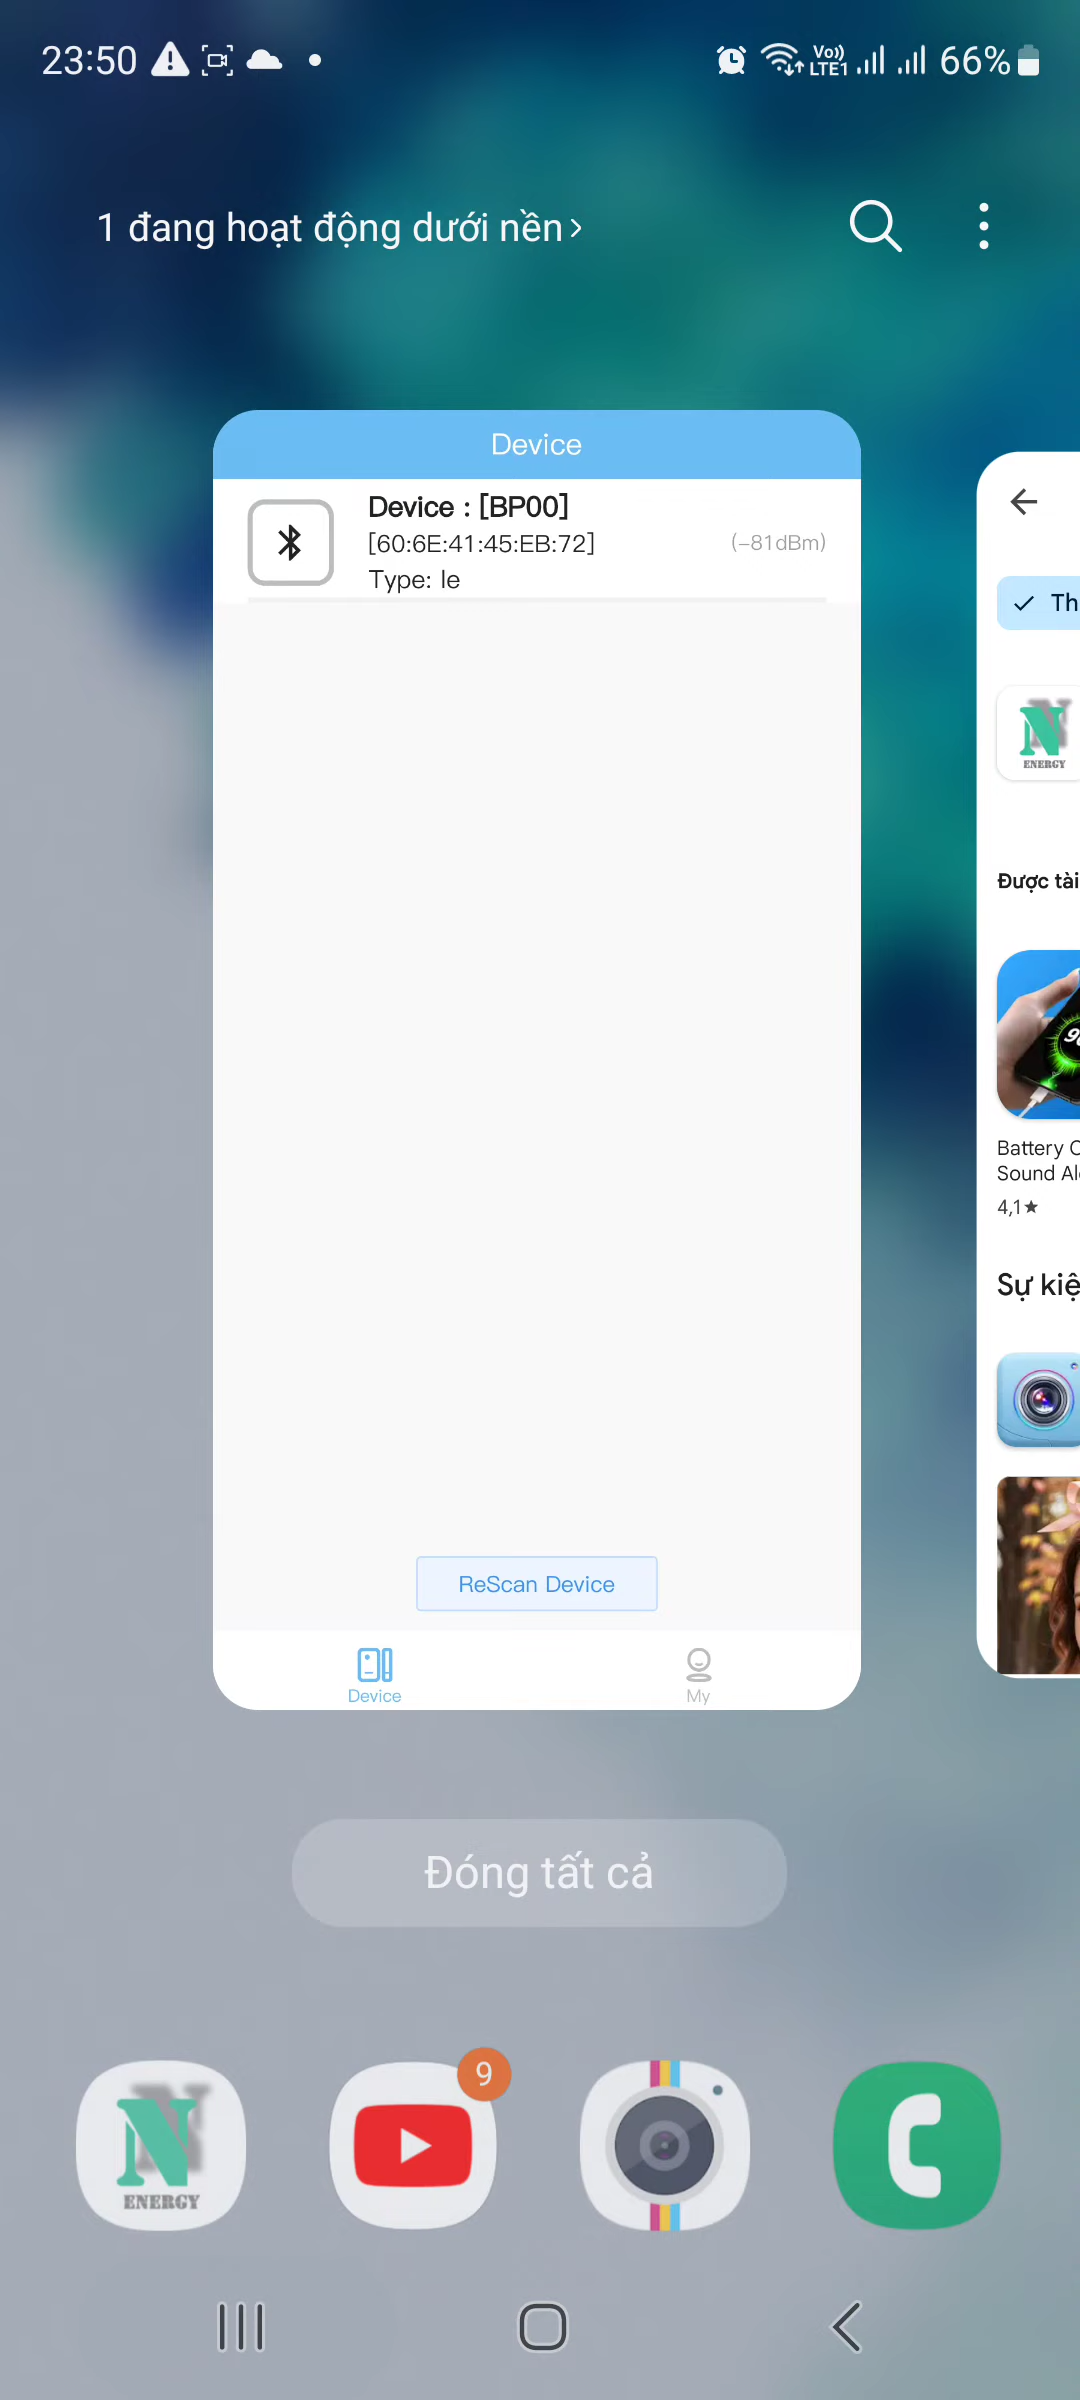 23:50
Vo))
LTE1
66%
1 đang hoạt động dưới nền
Device
Device : [BP00]
[60:6E:41:45:EB:72]
(-81dBm)
Type: le
ReScan Device
Device
My
Th
N
ENERGY
Được tài
Battery C
Sound Al
4,1★
Sự kiệ
Đóng tất cả
N
ENERGY
9